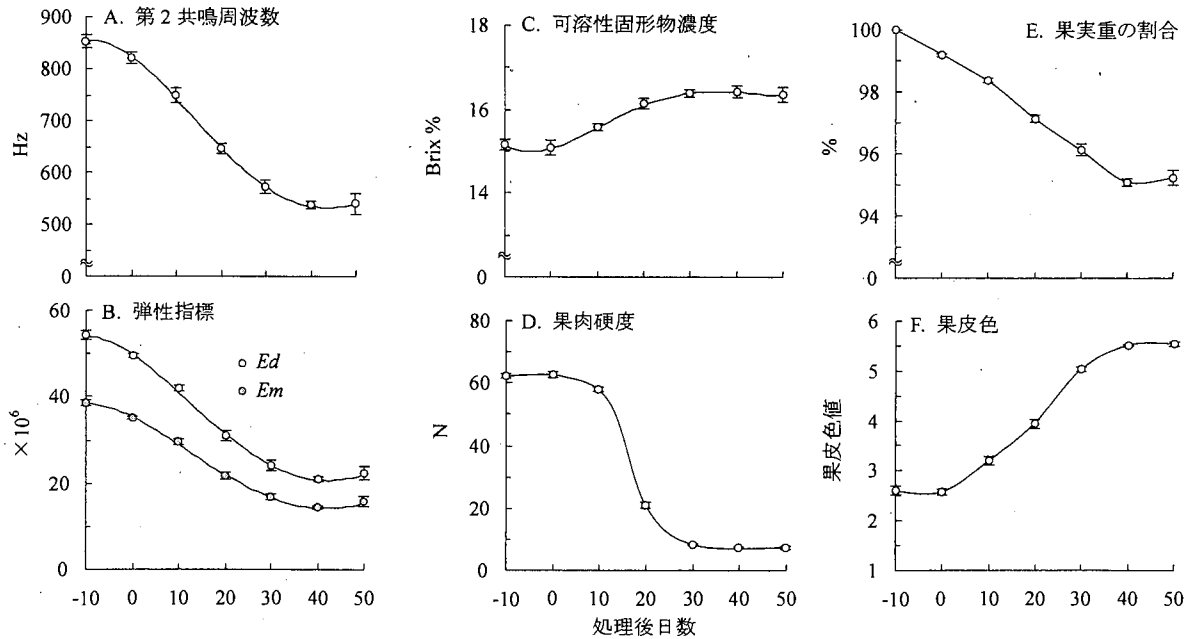 A. 第2共鳴周波数
900
800
700
600
500
0
Hz
B. 弾性指標
Ed
Em
60
40
20
0
×10⁶
-10 0 10 20 30 40 50
C. 可溶性固形物濃度
18
16
14
0
Brix %
D. 果肉硬度
80
60
40
20
0
N
-10 0 10 20 30 40 50
処理後日数
E. 果実重の割合
100
98
96
94
0
%
F. 果皮色
6
5
4
3
2
1
果皮色値
-10 0 10 20 30 40 50